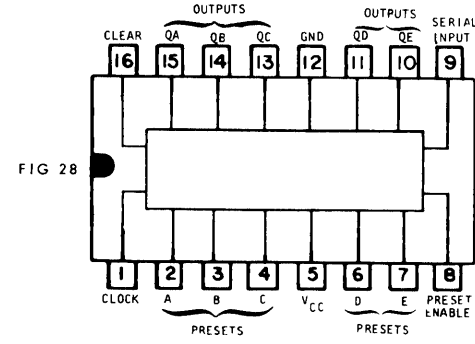 OUTPUTS OUTPUTS SERIAL
CLEAR QA QB QC GND QD QE INPUT
16 15 14 13 12 11 10 9
FIG 28
1 2 3 4 5 6 7 8
CLOCK A B C VCC D E PRESET
ENABLE
PRESETS PRESETS